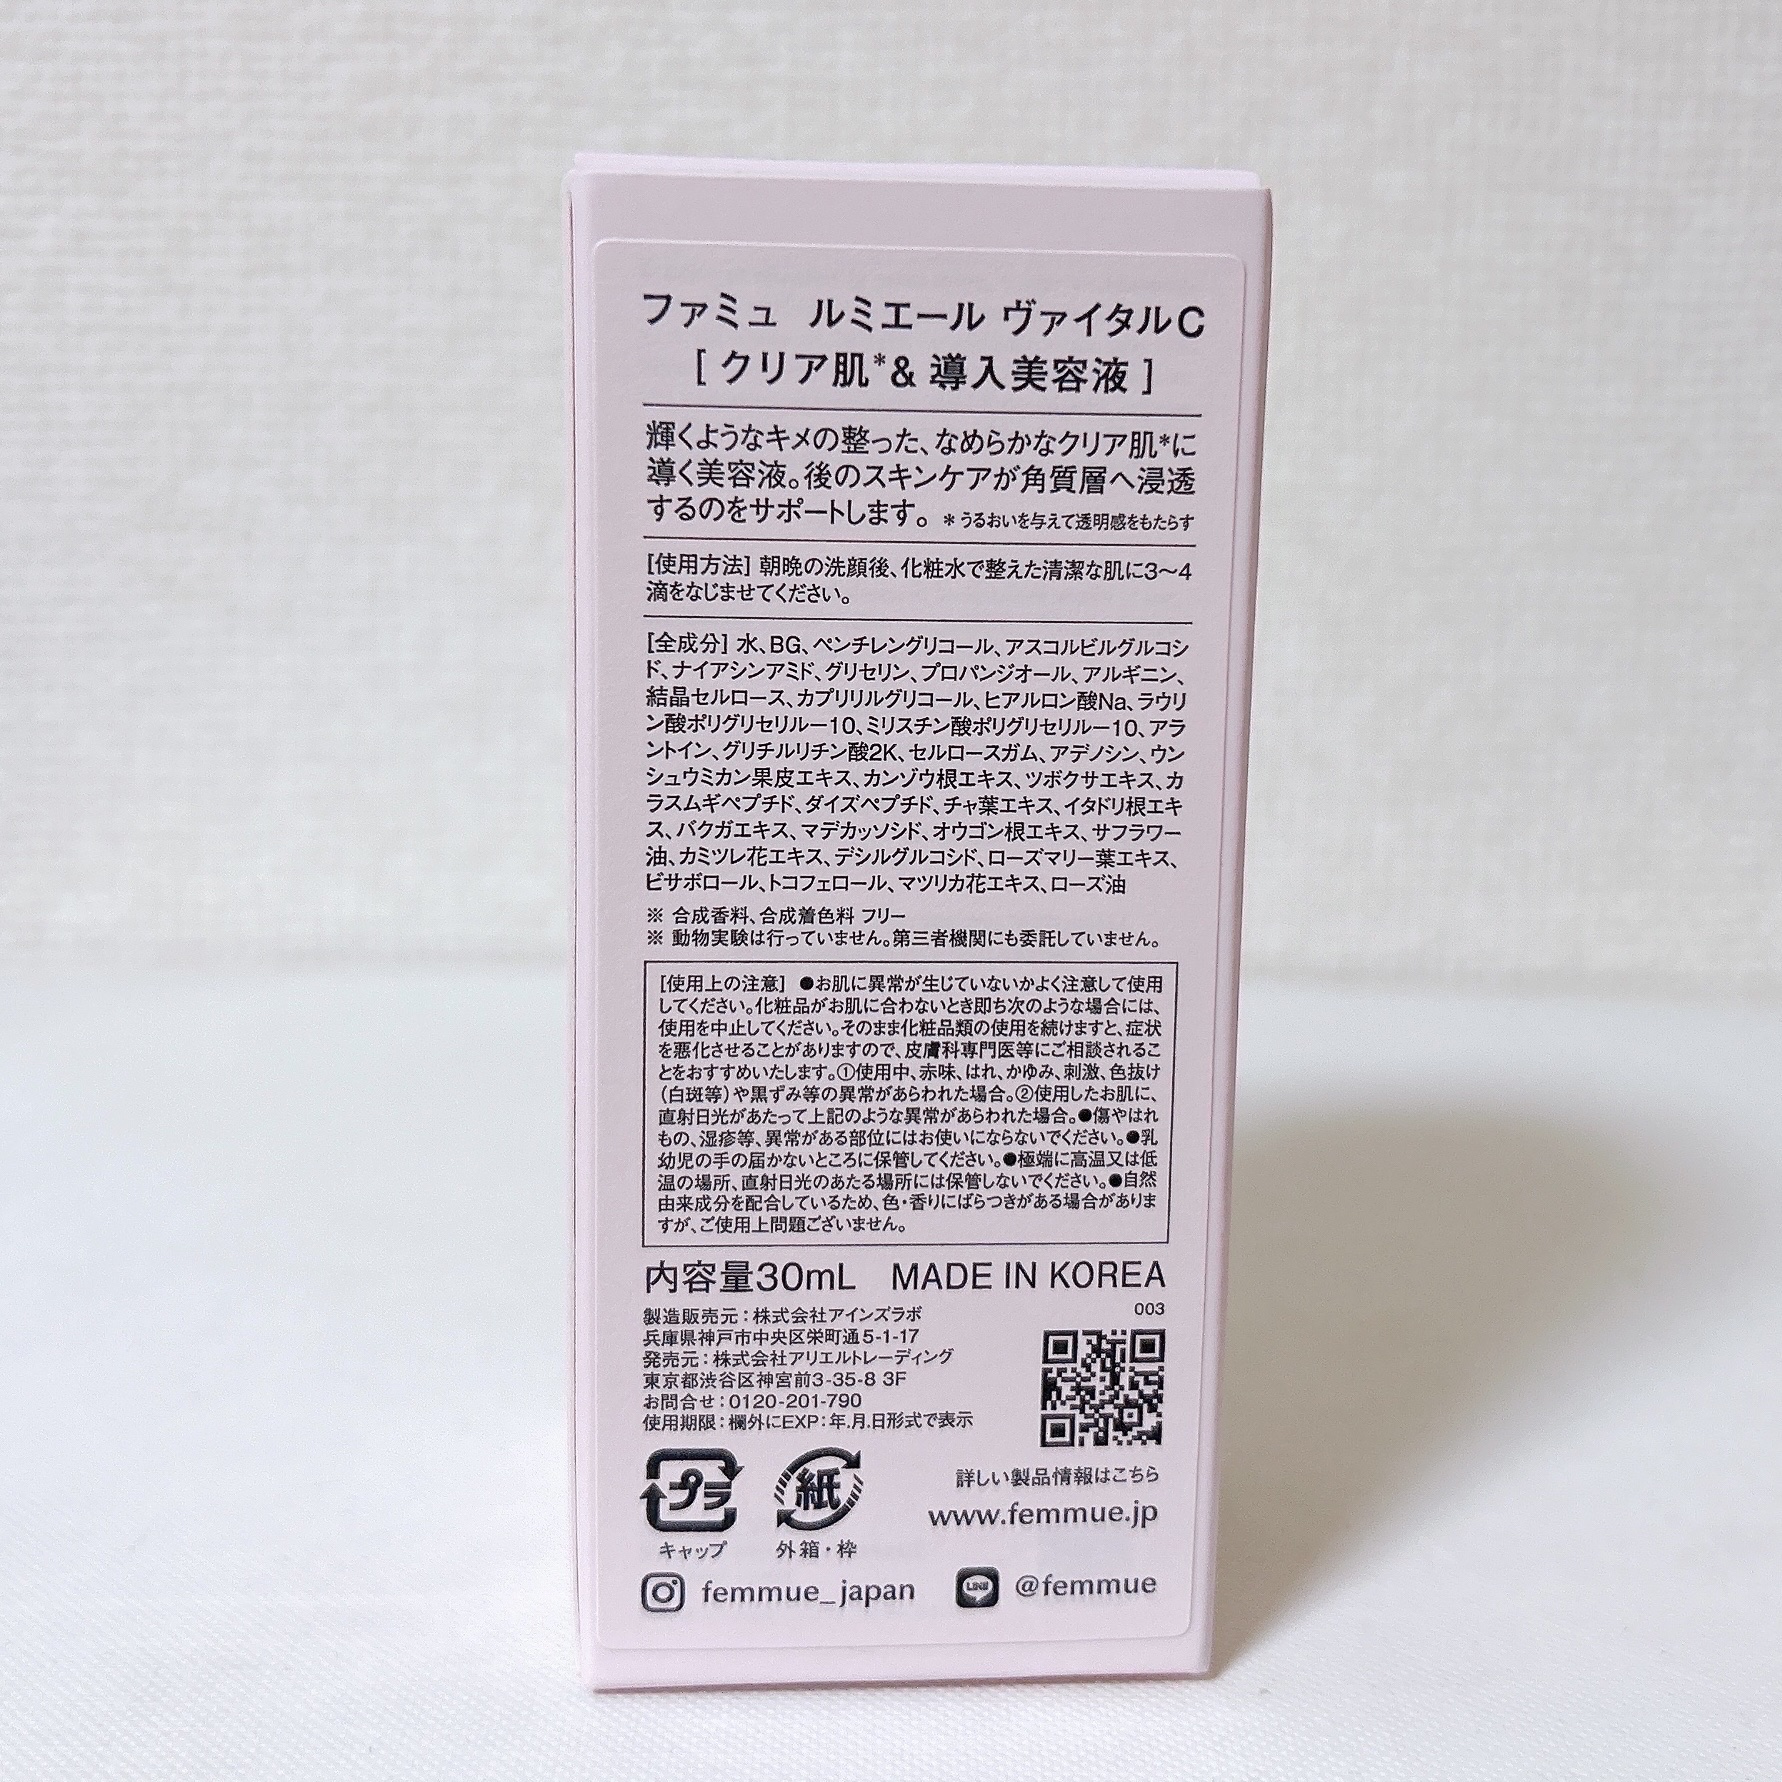 ファミュ ルミエール ヴァイタルC
[ クリア肌*& 導入美容液 ]
輝くようなキメの整った、なめらかなクリア肌*に
導く美容液。後のスキンケアが角質層へ浸透
するのをサポートします。 *うるおいを与えて透明感をもたらす
[使用方法] 朝晩の洗顔後、化粧水で整えた清潔な肌に3〜4
滴をなじませてください。
[全成分] 水、BG、ペンチレングリコール、アスコルビルグルコシ
ド、ナイアシンアミド、グリセリン、プロパンジオール、アルギニン、
結晶セルロース、カプリリルグリコール、ヒアルロン酸Na、ラウリ
ン酸ポリグリセリルー10、ミリスチン酸ポリグリセリルー10、アラ
ントイン、グリチルリチン酸2K、セルロースガム、アデノシン、ウン
シュウミカン果皮エキス、カンゾウ根エキス、ツボクサエキス、カ
ラスムギペプチド、ダイズペプチド、チャ葉エキス、イタドリ根エキ
ス、バクガエキス、マデカッソシド、オウゴン根エキス、サフラワー
油、カミツレ花エキス、デシルグルコシド、ローズマリー葉エキス、
ビサボロール、トコフェロール、マツリカ花エキス、ローズ油
※ 合成香料、合成着色料 フリー
※ 動物実験は行っていません。第三者機関にも委託していません。
[使用上の注意] ●お肌に異常が生じていないかよく注意して使用
してください。化粧品がお肌に合わないとき即ち次のような場合には、
使用を中止してください。そのまま化粧品類の使用を続けますと、症状
を悪化させることがありますので、皮膚科専門医等にご相談されるこ
とをおすすめいたします。①使用中、赤味、はれ、かゆみ、刺激、色抜け
(白斑等)や黒ずみ等の異常があらわれた場合。②使用したお肌に、
直射日光があたって上記のような異常があらわれた場合。●傷やはれ
もの、湿疹等、異常がある部位にはお使いにならないでください。●乳
幼児の手の届かないところに保管してください。●極端に高温又は低
温の場所、直射日光のあたる場所には保管しないでください。●自然
由来成分を配合しているため、色・香りにばらつきがある場合がありま
すが、ご使用上問題ございません。
内容量30mL MADE IN KOREA
003
製造販売元:株式会社アインズラボ
兵庫県神戸市中央区栄町通5-1-17
発売元:株式会社アリエルトレーディング
東京都渋谷区神宮前3-35-8 3F
お問合せ:0120-201-790
使用期限:欄外にEXP:年.月.日形式で表示
プラ
キャップ
紙
外箱・枠
詳しい製品情報はこちら
www.femmue.jp
femmue_japan
LINE
@femmue